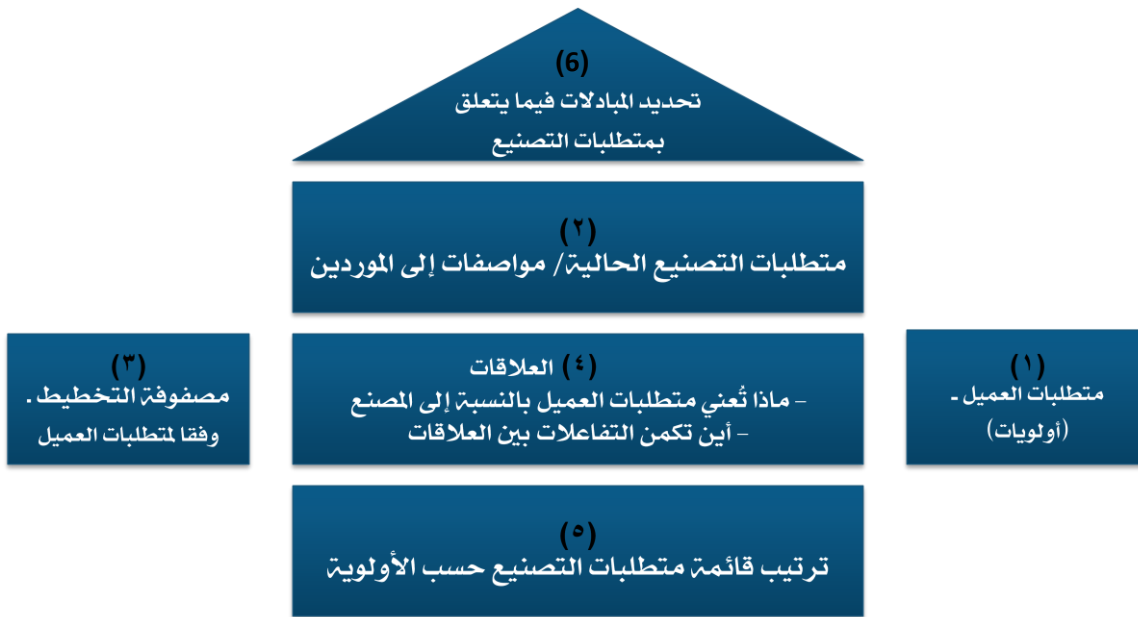 (6)
تحديد المبادلات فيما يتعلق
بمتطلبات التصنيع
(٢)
متطلبات التصنيع الحالية/ مواصفات إلى الموردين
(١)
متطلبات العميل -
(أولويات)
(٤) العلاقات
– ماذا تُعني متطلبات العميل بالنسبة إلى المصنع
– أين تكمن التفاعلات بين العلاقات
(٣)
مصفوفة التخطيط .
وفقا لمتطلبات العميل
(٥)
ترتيب قائمة متطلبات التصنيع حسب الأولوية